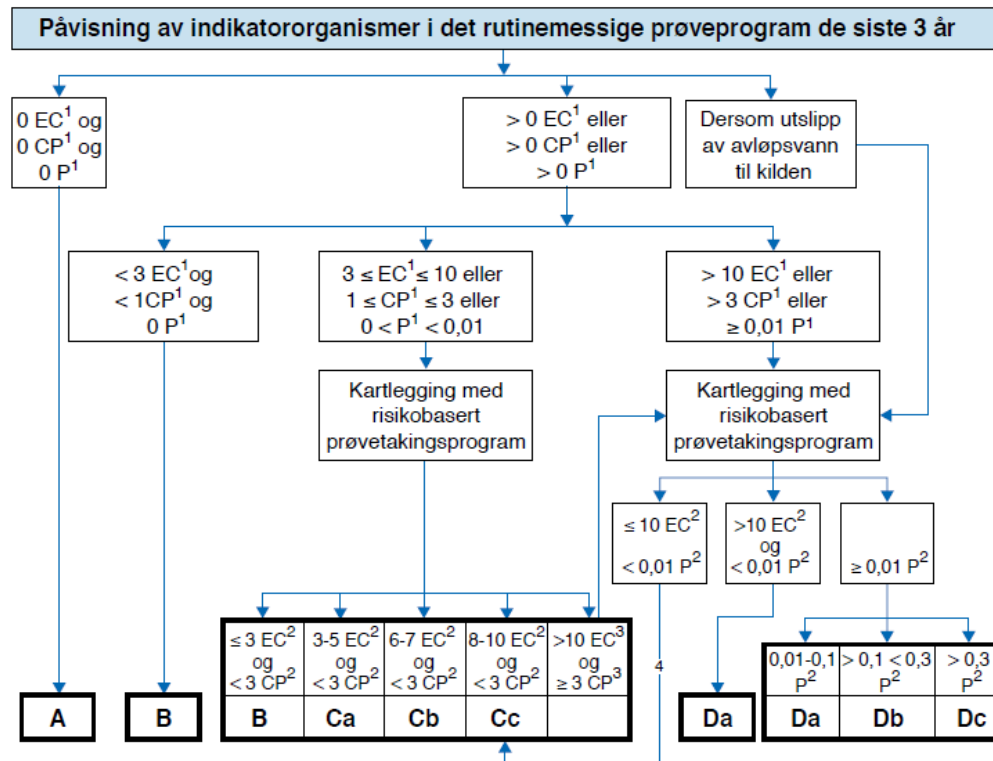 Påvisning av indikatororganismer i det rutinemessige prøveprogram de siste 3 år
0 EC¹ og
0 CP¹ og
0 P¹
> 0 EC¹ eller
> 0 CP¹ eller
> 0 P¹
Dersom utslipp
av avløpsvann
til kilden
< 3 EC¹og
< 1CP¹ og
0 P¹
3 ≤ EC¹ ≤ 10 eller
1 ≤ CP¹ ≤ 3 eller
0 < P¹ < 0,01
> 10 EC¹ eller
> 3 CP¹ eller
≥ 0,01 P¹
Kartlegging med
risikobasert
prøvetakingsprogram
Kartlegging med
risikobasert
prøvetakingsprogram
≤ 10 EC²
< 0,01 P²
>10 EC²
og
< 0,01 P²
≥ 0,01 P²
≤ 3 EC²
og
< 3 CP²
B
3-5 EC²
og
< 3 CP²
Ca
6-7 EC²
og
< 3 CP²
Cb
8-10 EC²
og
< 3 CP²
Cc
>10 EC³
og
≥ 3 CP³
4
0,01-0,1
P²
Da
> 0,1 < 0,3
P²
Db
> 0,3
P²
Dc
A
B
Da